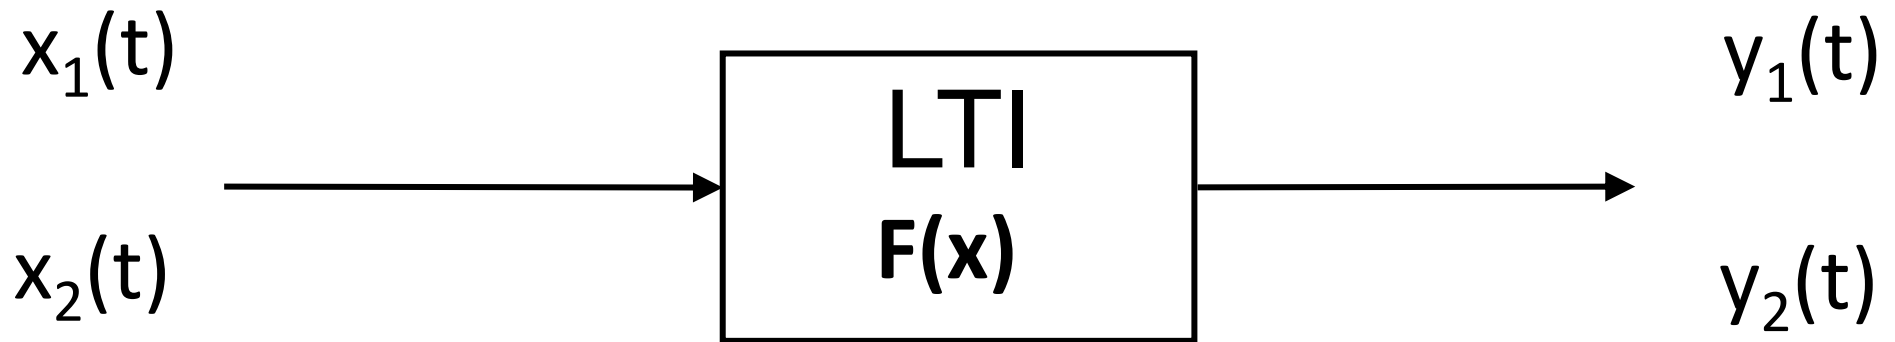 x₁(t)
LTI
y₁(t)
F(x)
x₂(t)
y₂(t)